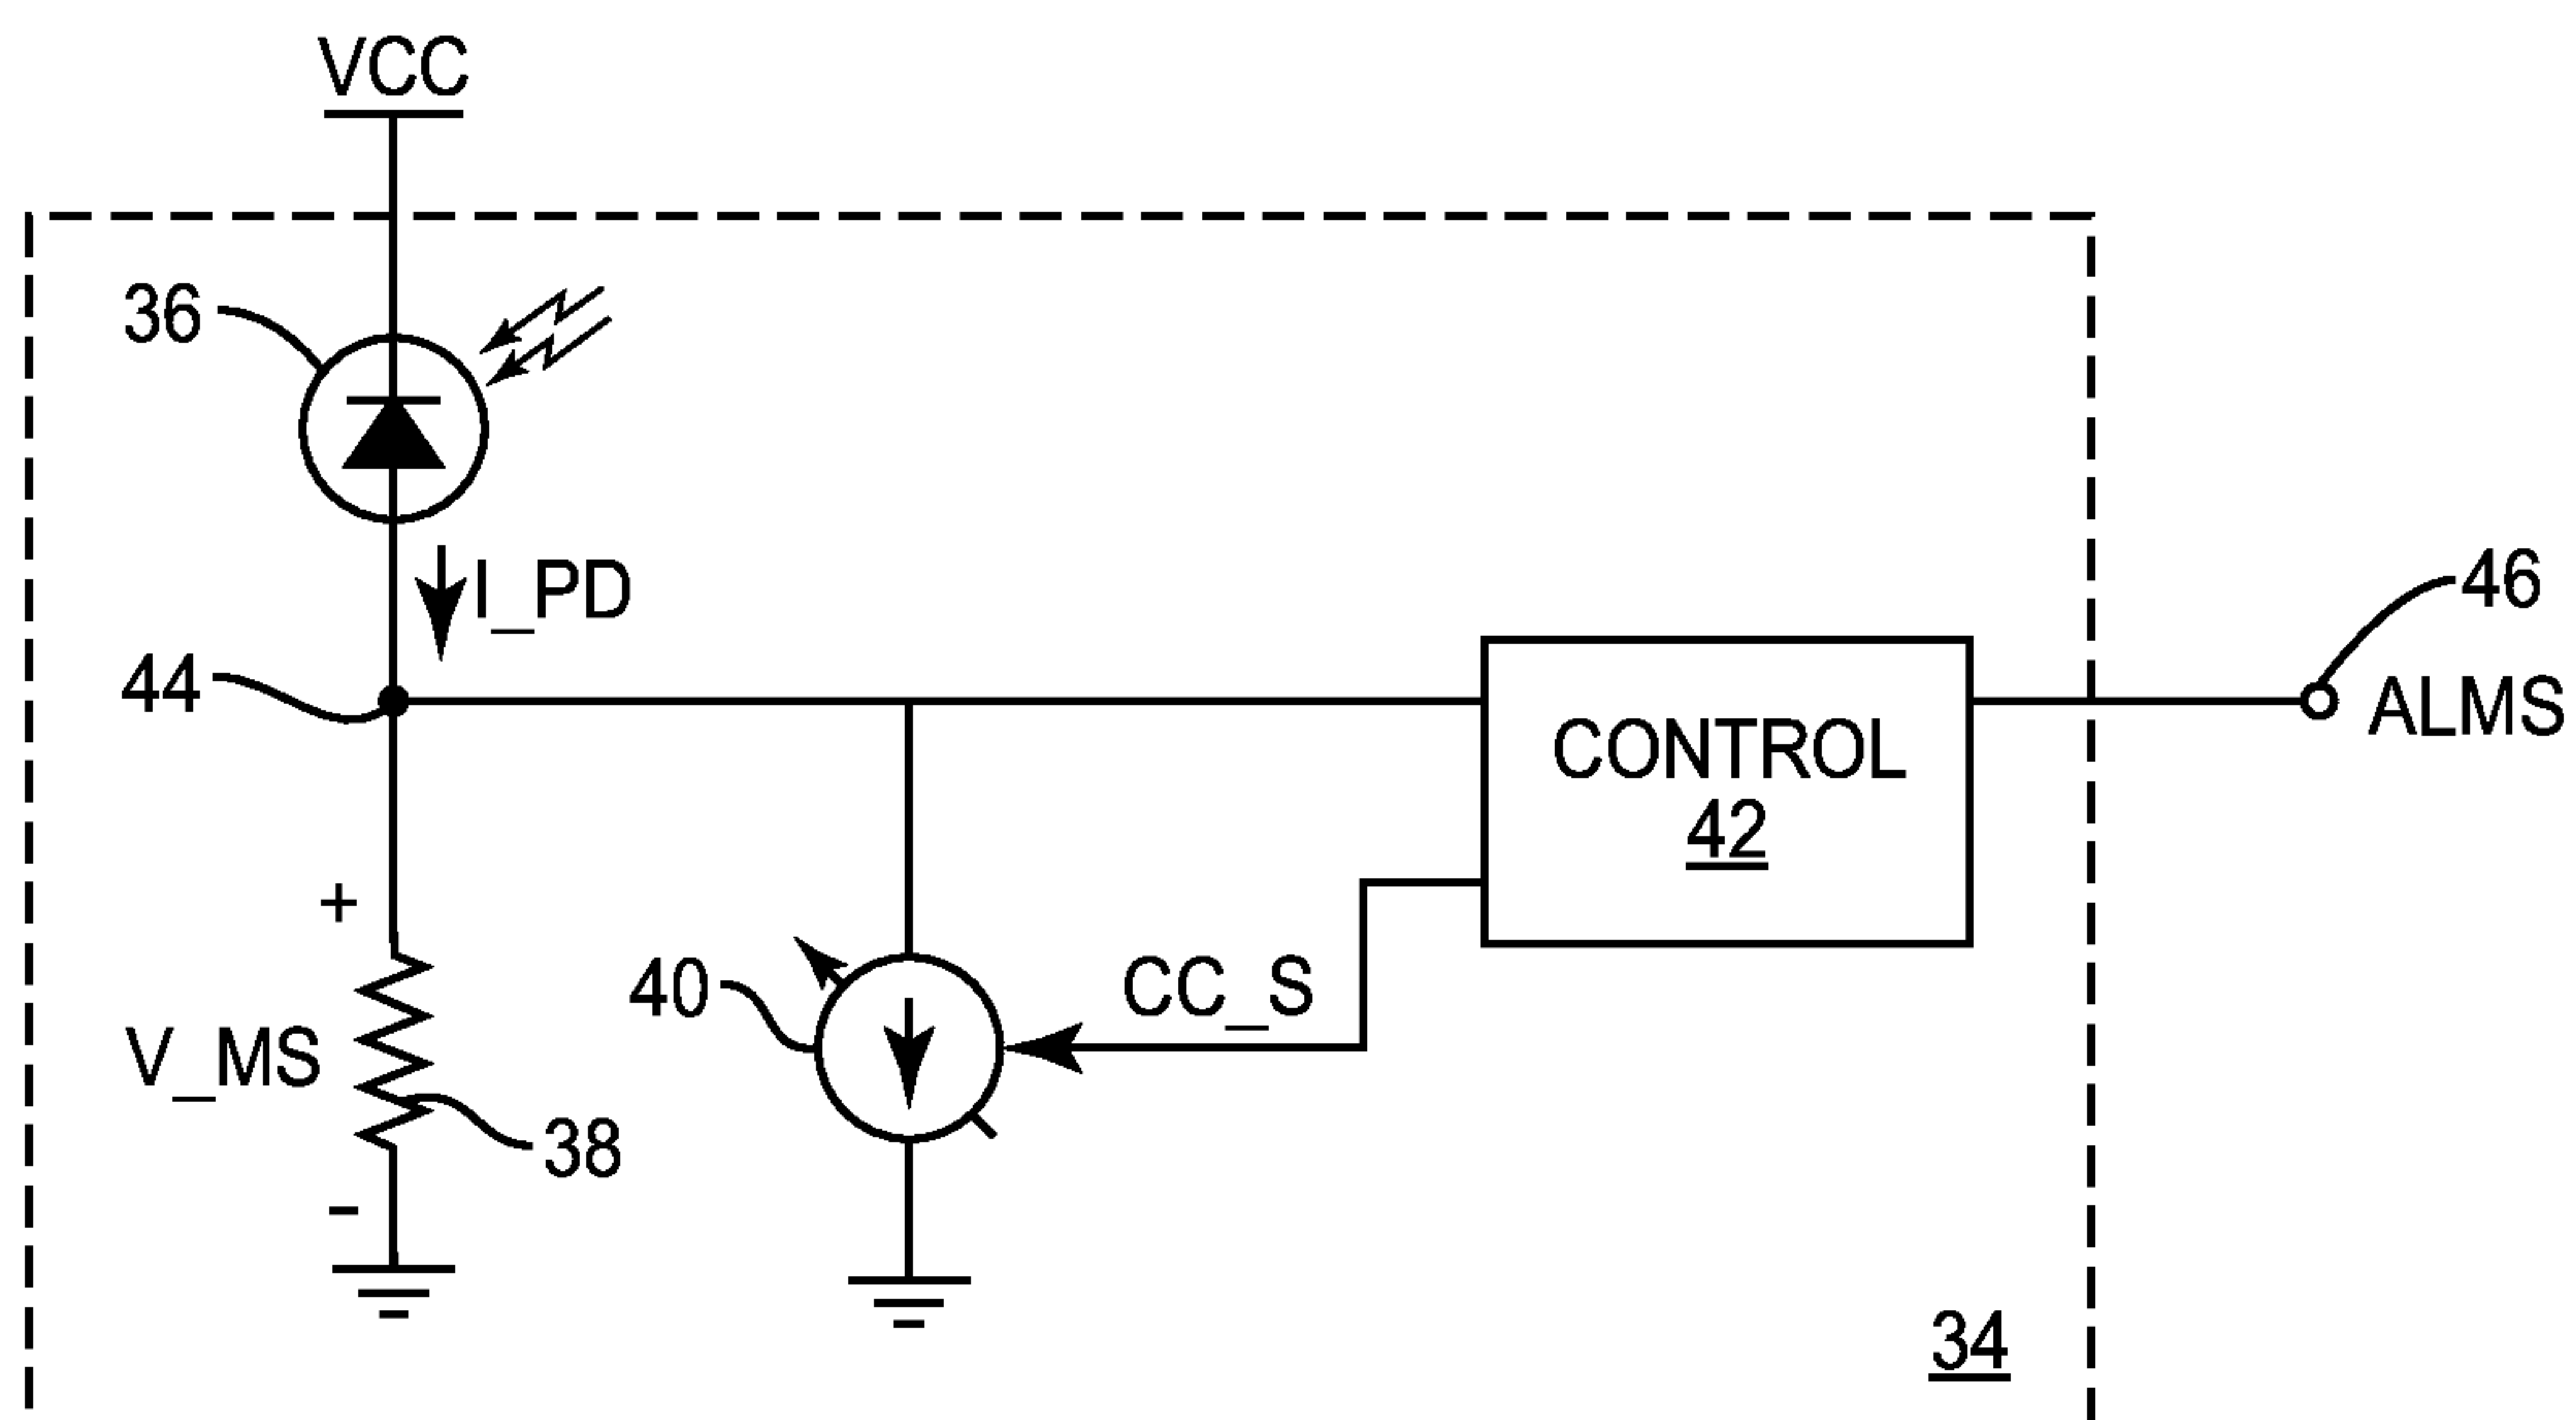 VCC
36
I_PD
44
46
ALMS
CONTROL
42
+
40
CC_S
V_MS
38
-
34